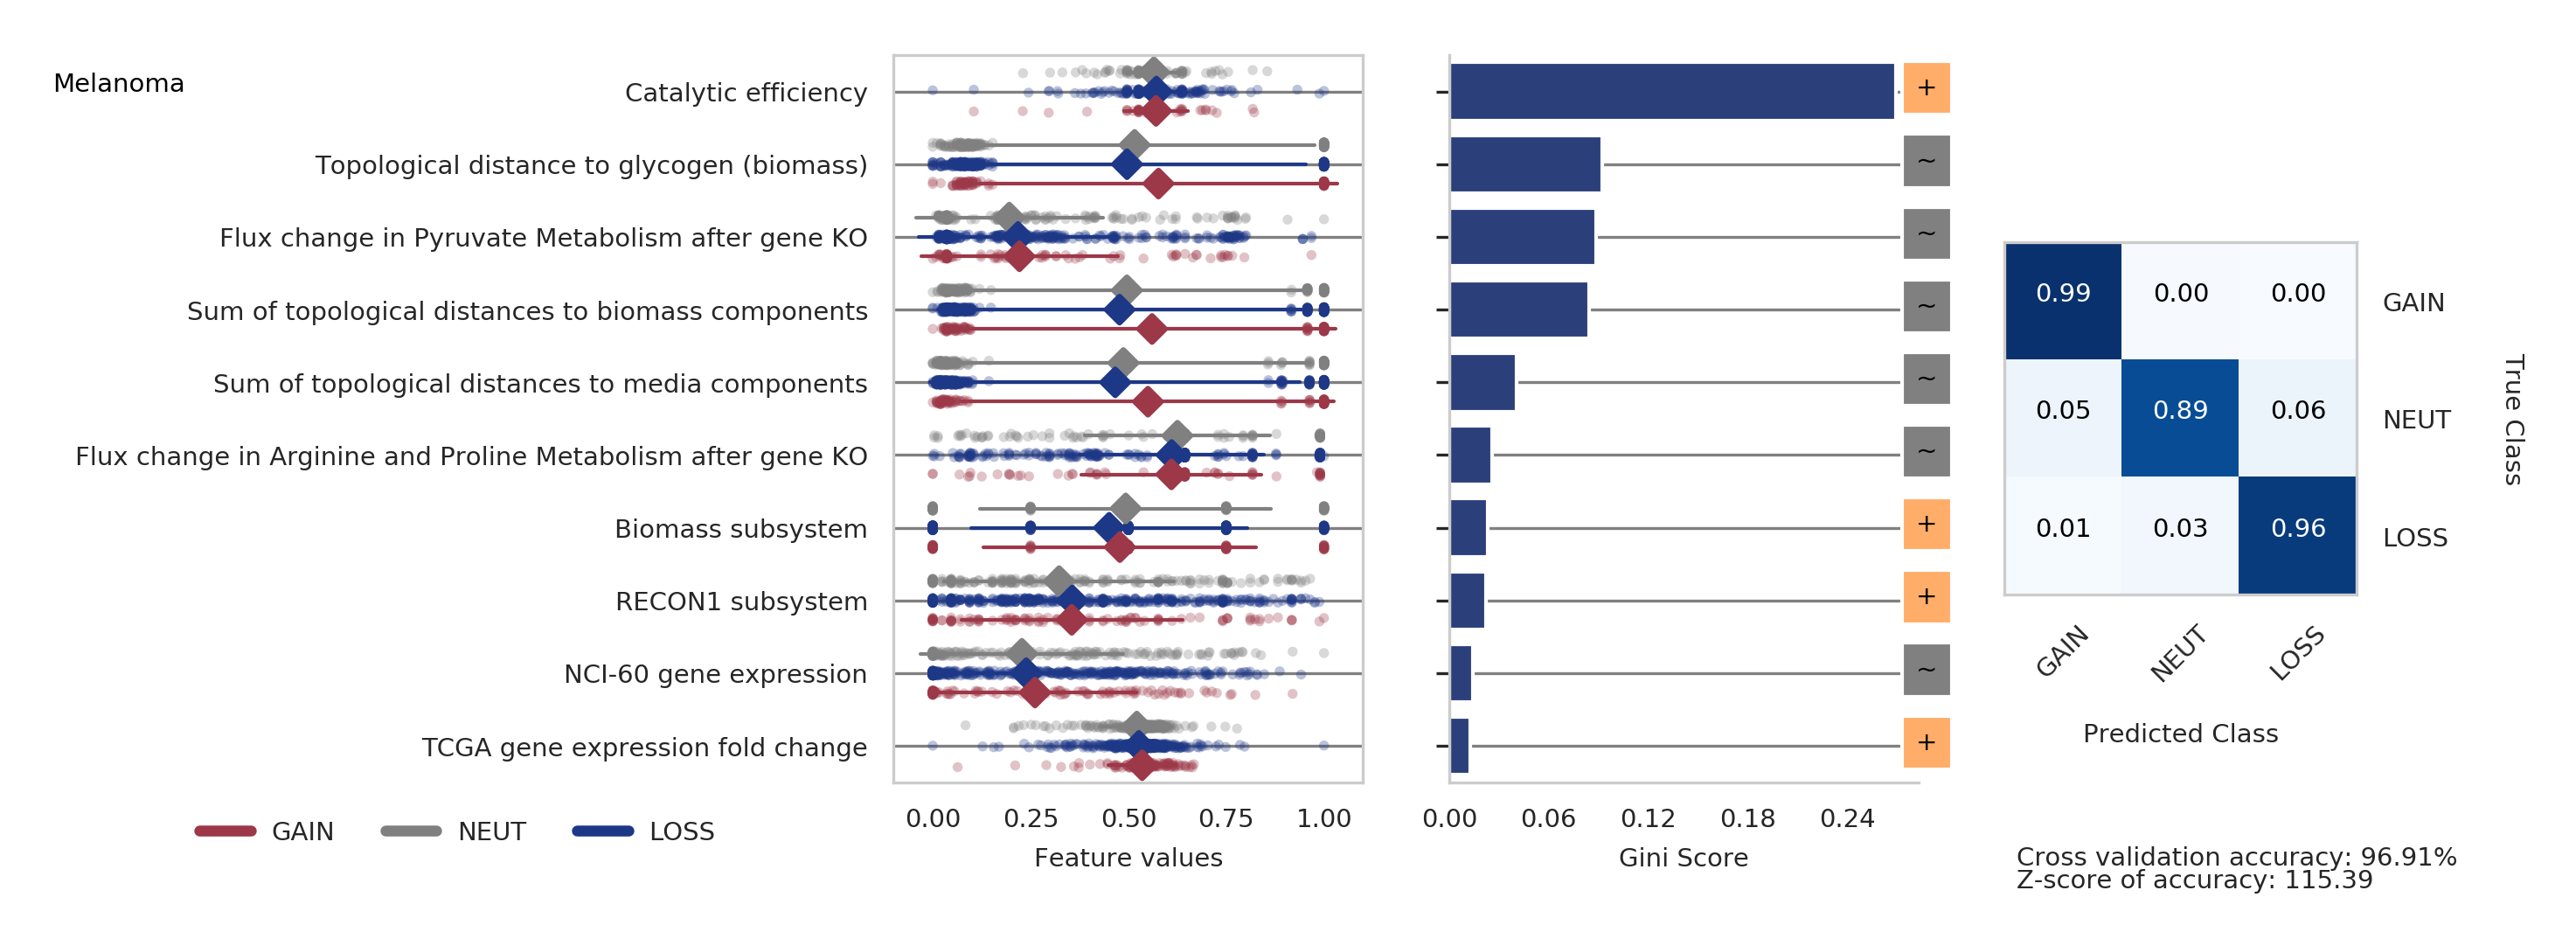 Melanoma
Catalytic efficiency
Topological distance to glycogen (biomass)
Flux change in Pyruvate Metabolism after gene KO
Sum of topological distances to biomass components
Sum of topological distances to media components
Flux change in Arginine and Proline Metabolism after gene KO
Biomass subsystem
RECON1 subsystem
NCI-60 gene expression
TCGA gene expression fold change
GAIN NEUT LOSS
0.00 0.25 0.50 0.75 1.00
Feature values
+
~
~
~
~
~
+
+
~
+
0.00 0.06 0.12 0.18 0.24
Gini Score
0.99 0.00 0.00 GAIN
0.05 0.89 0.06 NEUT
0.01 0.03 0.96 LOSS
True Class
GAIN NEUT LOSS
Predicted Class
Cross validation accuracy: 96.91%
Z-score of accuracy: 115.39